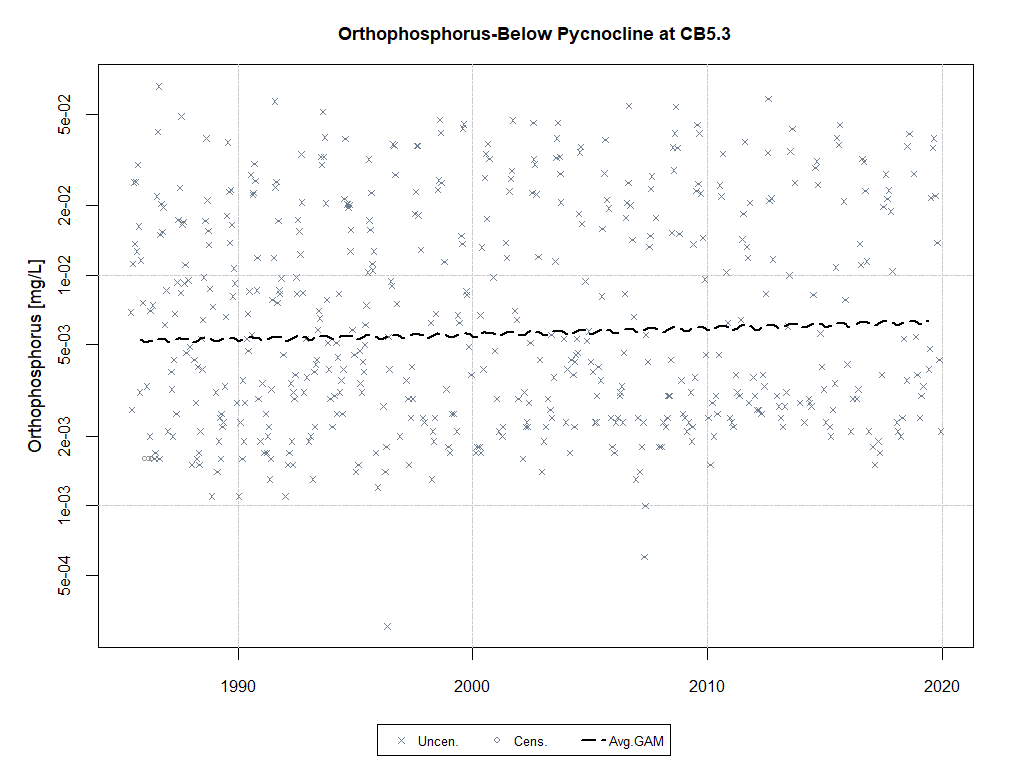 Orthophosphorus-Below Pycnocline at CB5.3
Orthophosphorus [mg/L]
5e-02
2e-02
1e-02
5e-03
2e-03
1e-03
5e-04
1990
2000
2010
2020
Uncen.
Cens.
Avg.GAM